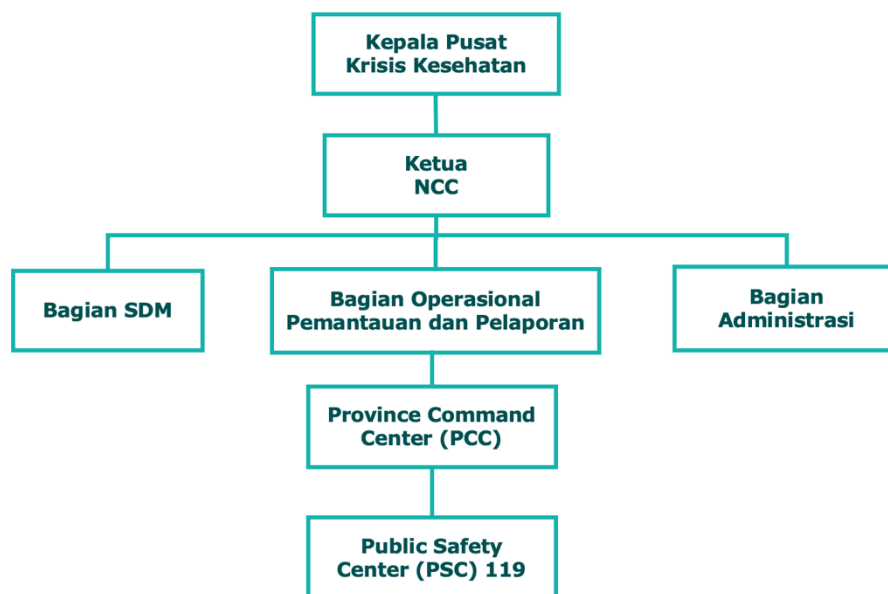 Kepala Pusat
Krisis Kesehatan
Ketua
NCC
Bagian SDM
Bagian Operasional
Pemantauan dan Pelaporan
Bagian
Administrasi
Province Command
Center (PCC)
Public Safety
Center (PSC) 119